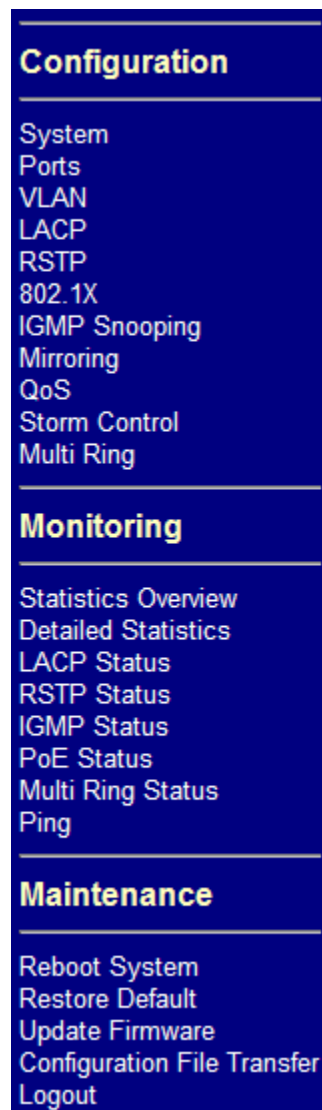 Configuration
System
Ports
VLAN
LACP
RSTP
802.1X
IGMP Snooping
Mirroring
QoS
Storm Control
Multi Ring
Monitoring
Statistics Overview
Detailed Statistics
LACP Status
RSTP Status
IGMP Status
PoE Status
Multi Ring Status
Ping
Maintenance
Reboot System
Restore Default
Update Firmware
Configuration File Transfer
Logout